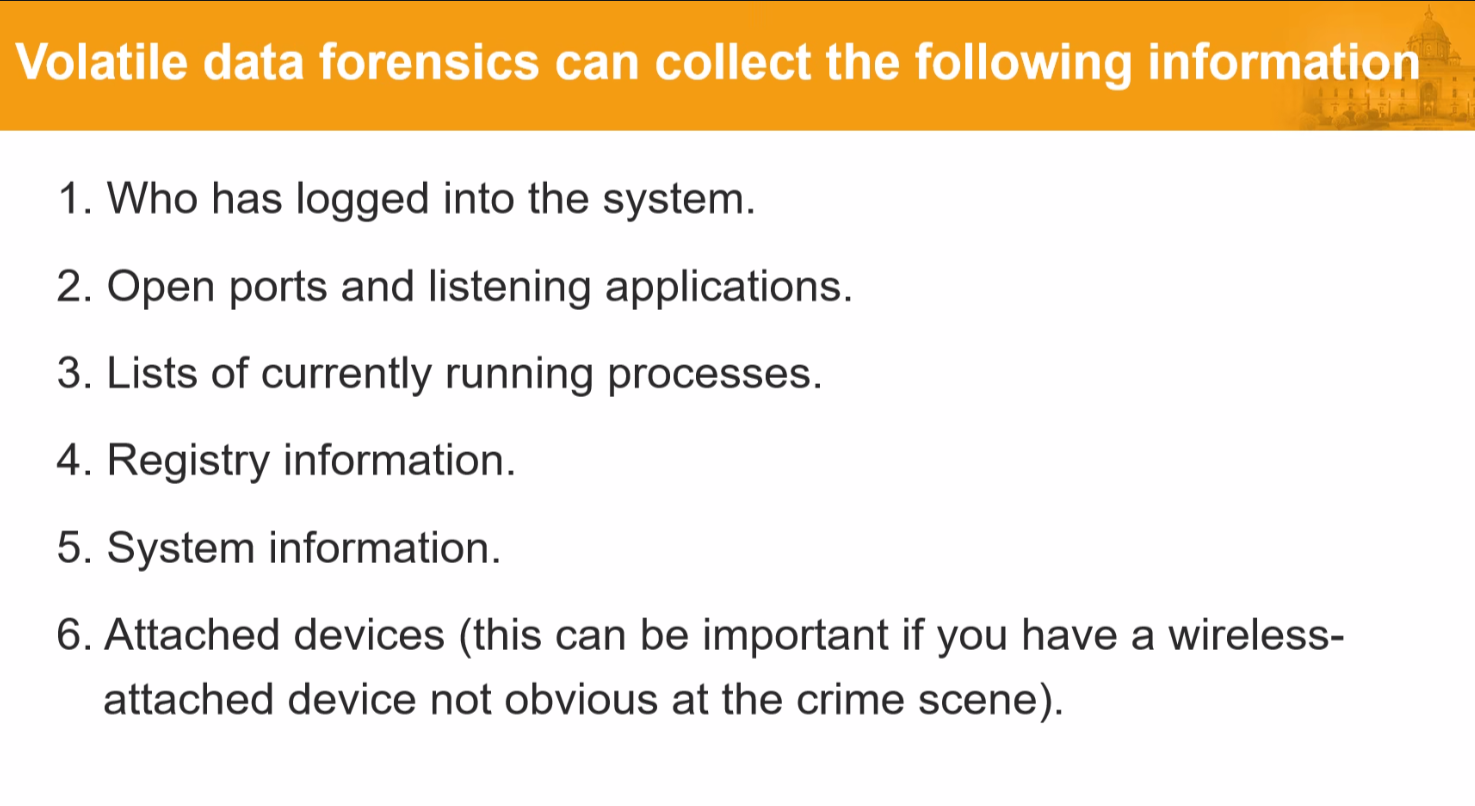 Volatile data forensics can collect the following information
1. Who has logged into the system.
2. Open ports and listening applications.
3. Lists of currently running processes.
4. Registry information.
5. System information.
6. Attached devices (this can be important if you have a wireless-
attached device not obvious at the crime scene).